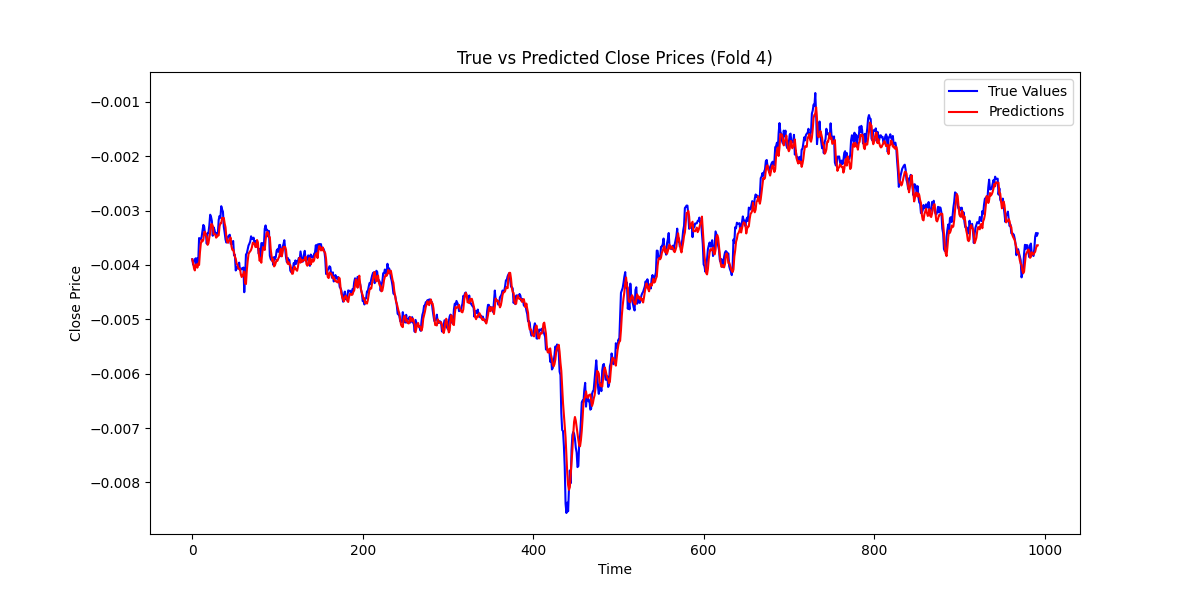 True vs Predicted Close Prices (Fold 4)
True Values
Predictions
Close Price
−0.001
−0.002
−0.003
−0.004
−0.005
−0.006
−0.007
−0.008
0 200 400 600 800 1000
Time